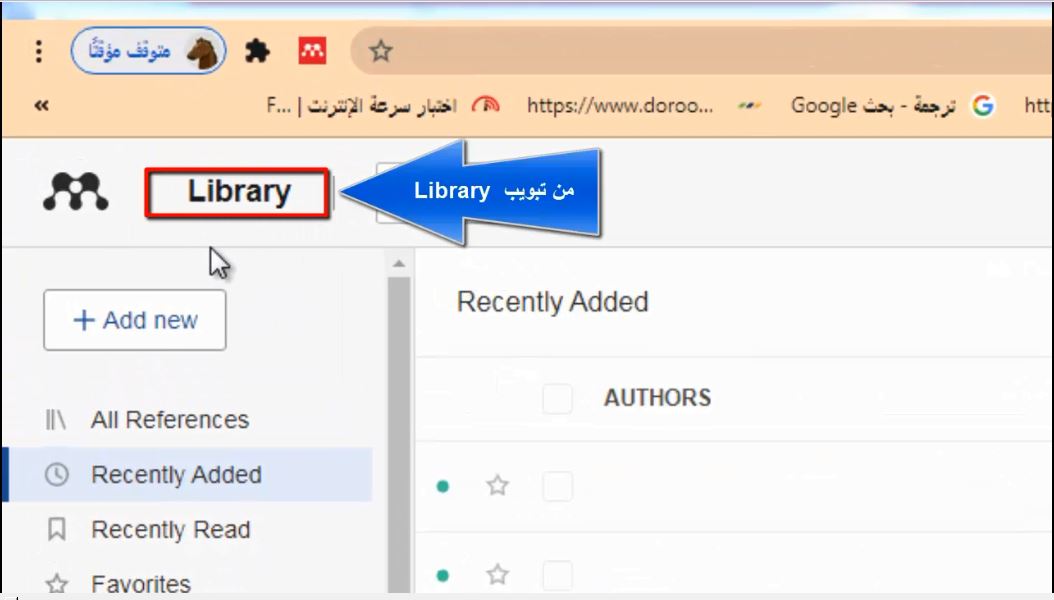 متوقف مؤقتًا
اختبار سرعة الإنترنت | F...
https://www.doroo...
ترجمة - بحث Google
htt
Library
من تبويب Library
+ Add new
Recently Added
AUTHORS
All References
Recently Added
Recently Read
Favorites